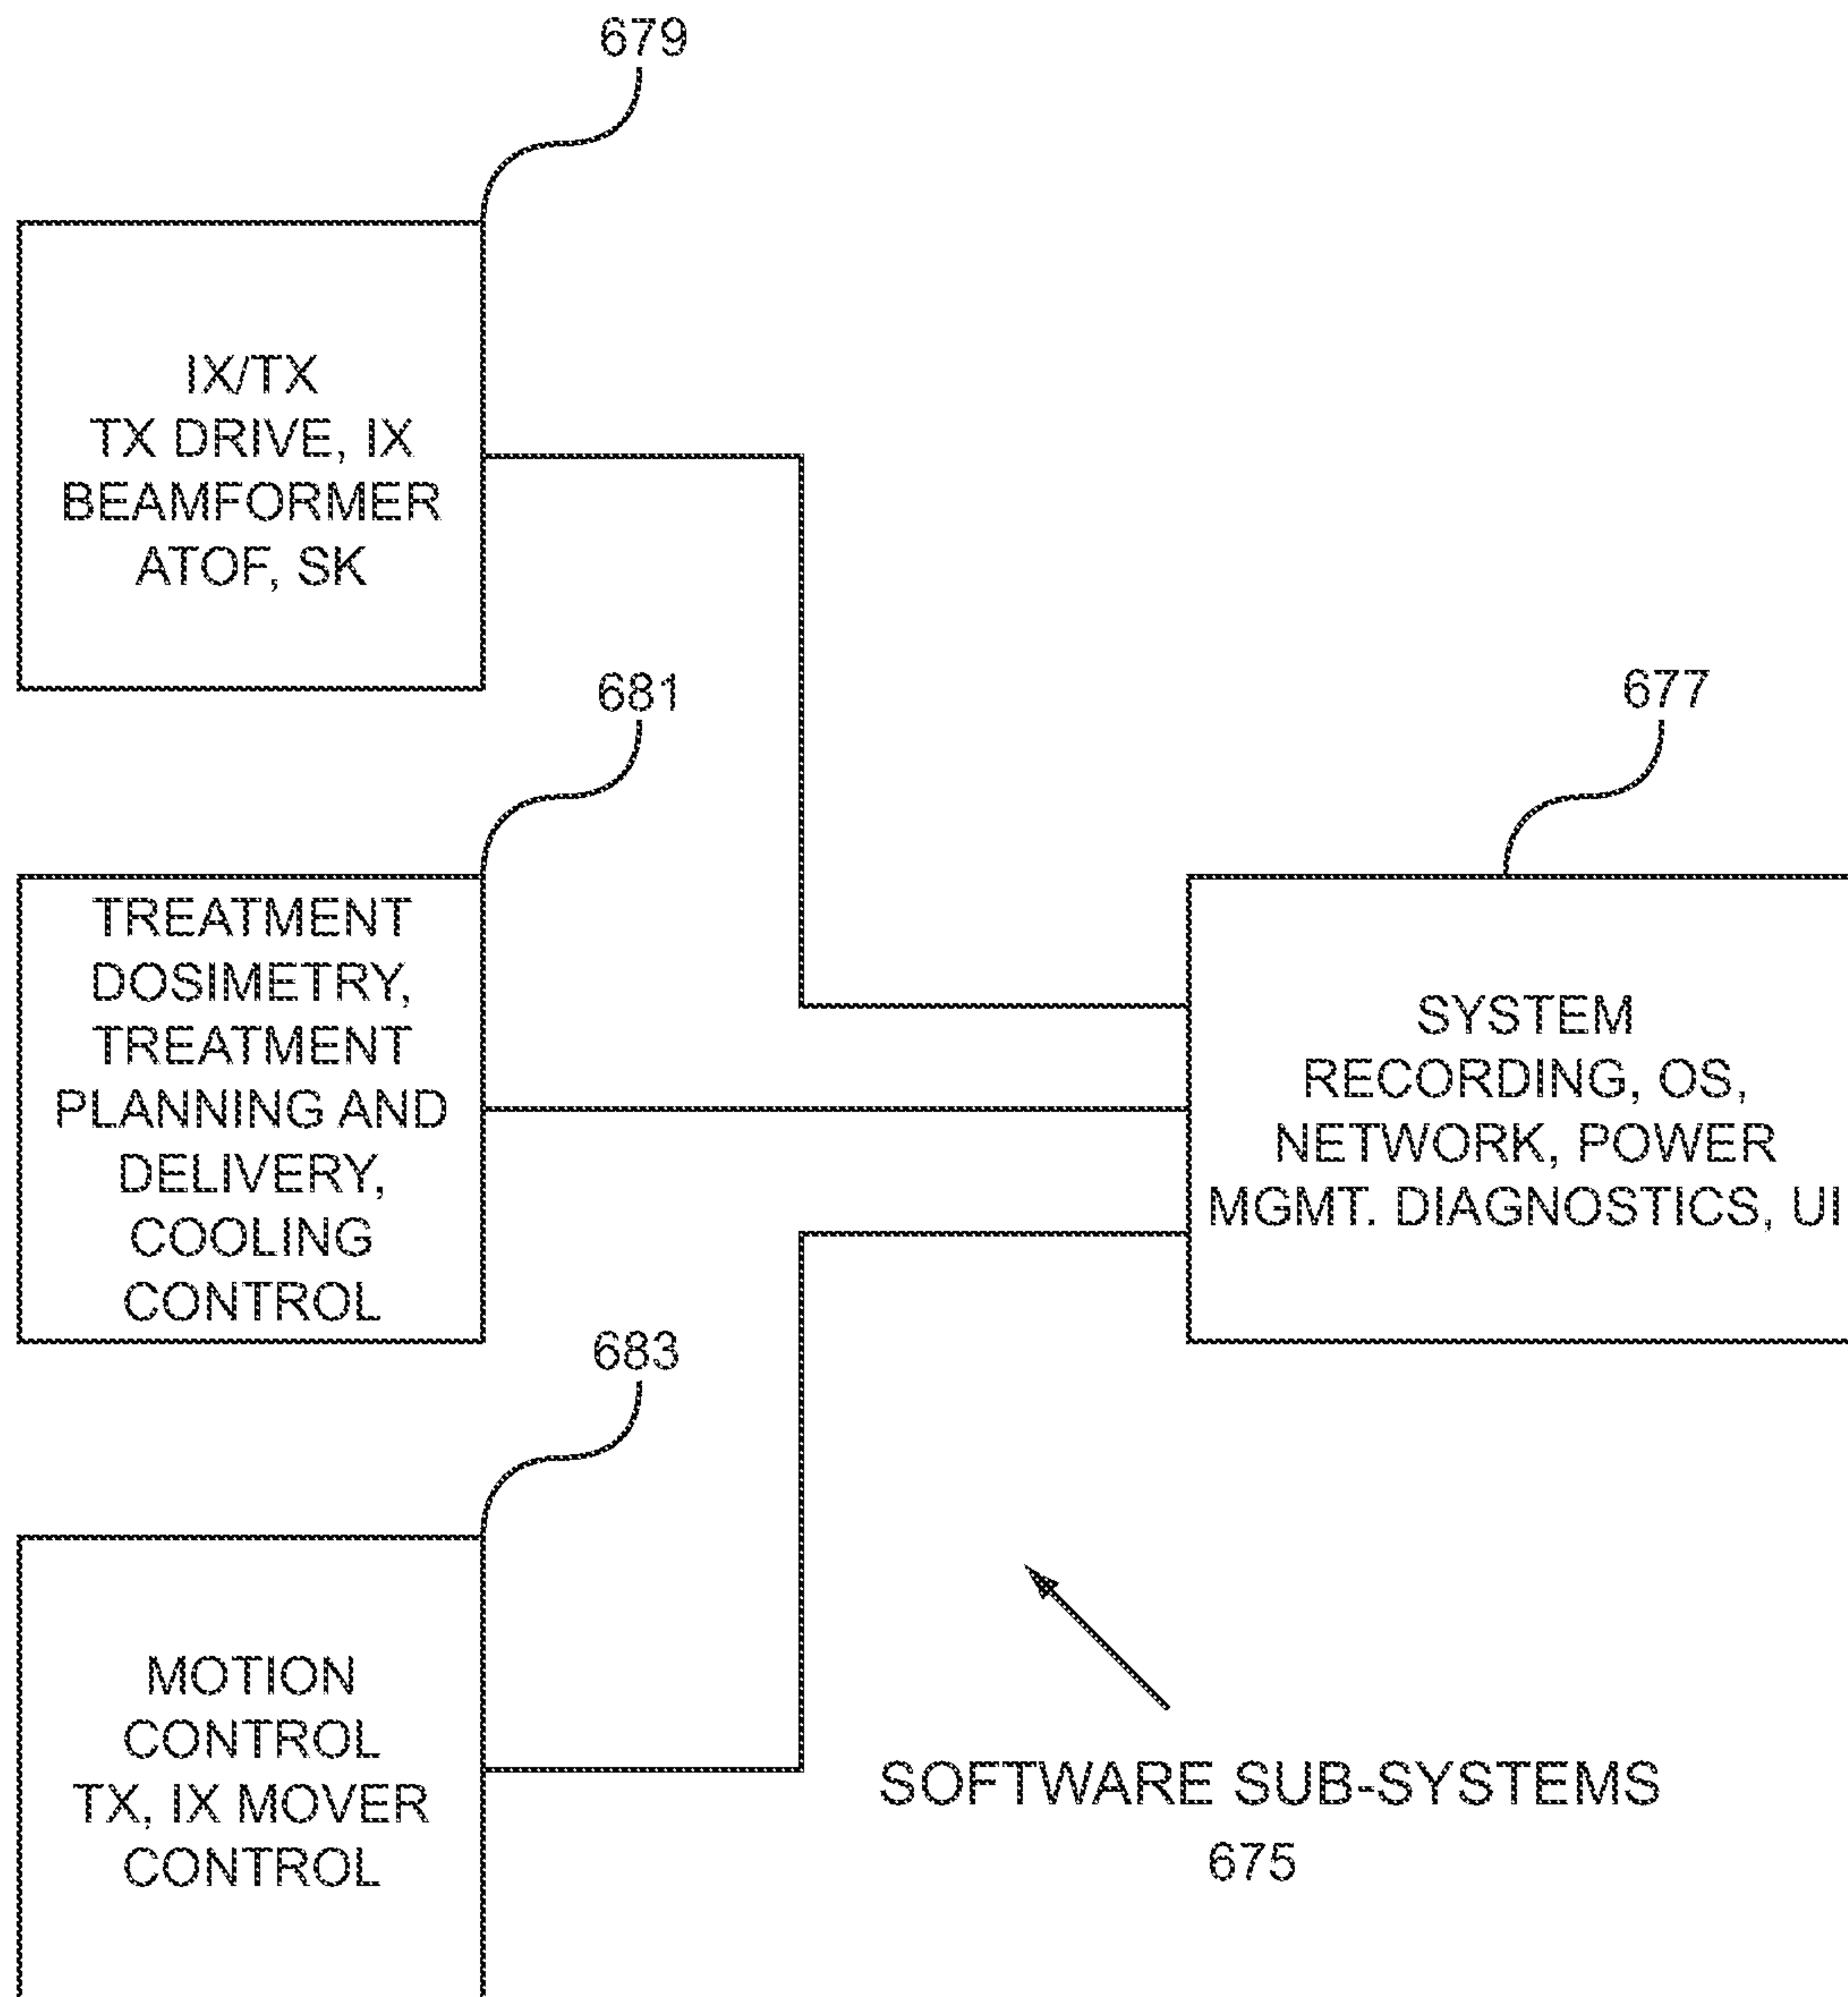 679
IX/TX
TX DRIVE, IX
BEAMFORMER
ATOF, SK
681
TREATMENT
DOSIMETRY,
TREATMENT
PLANNING AND
DELIVERY,
COOLING
CONTROL
677
SYSTEM
RECORDING, OS,
NETWORK, POWER
MGMT. DIAGNOSTICS, UI
683
MOTION
CONTROL
TX, IX MOVER
CONTROL
SOFTWARE SUB-SYSTEMS
675